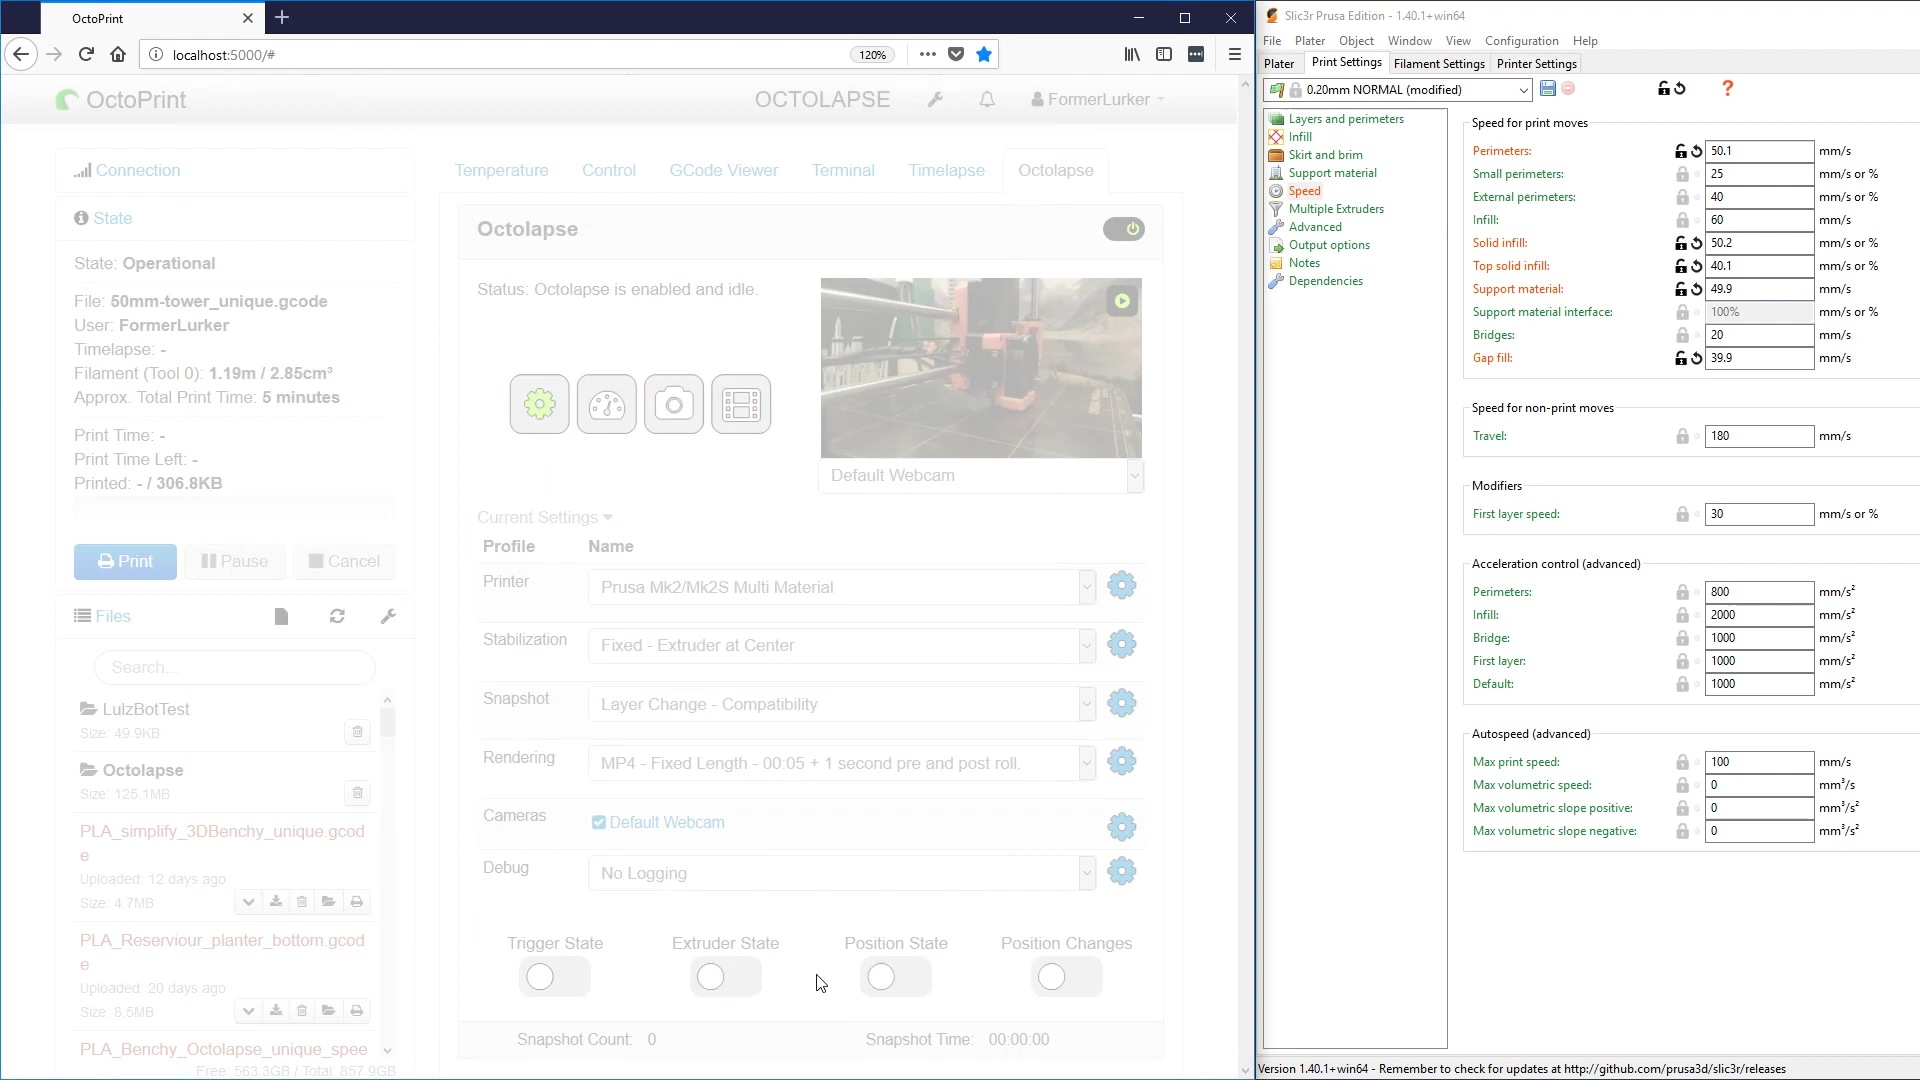 OctoPrint
localhost:5000/#
120%
OctoPrint
OCTOLAPSE
FormerLurker
Connection
State
State: Operational
File: 50mm-tower_unique.gcode
User: FormerLurker
Timelapse: -
Filament (Tool 0): 1.19m / 2.85cm³
Approx. Total Print Time: 5 minutes
Print Time: -
Print Time Left: -
Printed: - / 306.8KB
Print
Pause
Cancel
Files
Search...
LulzBotTest
Size: 49.9KB
Octolapse
Size: 125.1MB
PLA_simplify_3DBenchy_unique.gcod
e
Uploaded: 12 days ago
Size: 4.7MB
PLA_Reserviour_planter_bottom.gcod
e
Uploaded: 20 days ago
Size: 8.5MB
PLA_Benchy_Octolapse_unique_spee
Free: 563.3GB / Total: 857.9GB
Temperature
Control
GCode Viewer
Terminal
Timelapse
Octolapse
Octolapse
Status: Octolapse is enabled and idle.
Default Webcam
Current Settings
Profile Name
Printer Prusa Mk2/Mk2S Multi Material
Stabilization Fixed - Extruder at Center
Snapshot Layer Change - Compatibility
Rendering MP4 - Fixed Length - 00:05 + 1 second pre and post roll.
Cameras Default Webcam
Debug No Logging
Trigger State Extruder State Position State Position Changes
Snapshot Count: 0 Snapshot Time: 00:00:00
Slic3r Prusa Edition - 1.40.1+win64
File Plater Object Window View Configuration Help
Plater Print Settings Filament Settings Printer Settings
0.20mm NORMAL (modified)
Layers and perimeters
Infill
Skirt and brim
Support material
Speed
Multiple Extruders
Advanced
Output options
Notes
Dependencies
Speed for print moves
Perimeters: 50.1 mm/s
Small perimeters: 25 mm/s or %
External perimeters: 40 mm/s or %
Infill: 60 mm/s
Solid infill: 50.2 mm/s or %
Top solid infill: 40.1 mm/s or %
Support material: 49.9 mm/s
Support material interface: 100% mm/s or %
Bridges: 20 mm/s
Gap fill: 39.9 mm/s
Speed for non-print moves
Travel: 180 mm/s
Modifiers
First layer speed: 30 mm/s or %
Acceleration control (advanced)
Perimeters: 800 mm/s²
Infill: 2000 mm/s²
Bridge: 1000 mm/s²
First layer: 1000 mm/s²
Default: 1000 mm/s²
Autospeed (advanced)
Max print speed: 100 mm/s
Max volumetric speed: 0 mm³/s
Max volumetric slope positive: 0 mm³/s²
Max volumetric slope negative: 0 mm³/s²
Version 1.40.1+win64 - Remember to check for updates at http://github.com/prusa3d/slic3r/releases